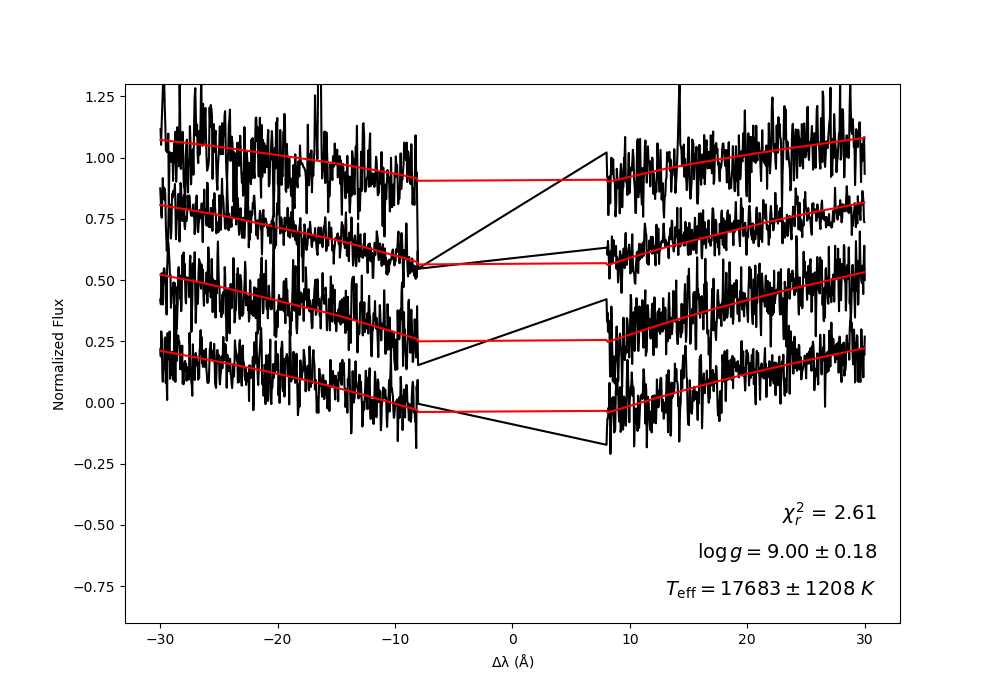 1.25
1.00
0.75
0.50
0.25
0.00
−0.25
−0.50
−0.75
Normalized Flux
χ²ᵣ = 2.61
log g = 9.00 ± 0.18
T_eff = 17683 ± 1208 K
−30 −20 −10 0 10 20 30
Δλ (Å)